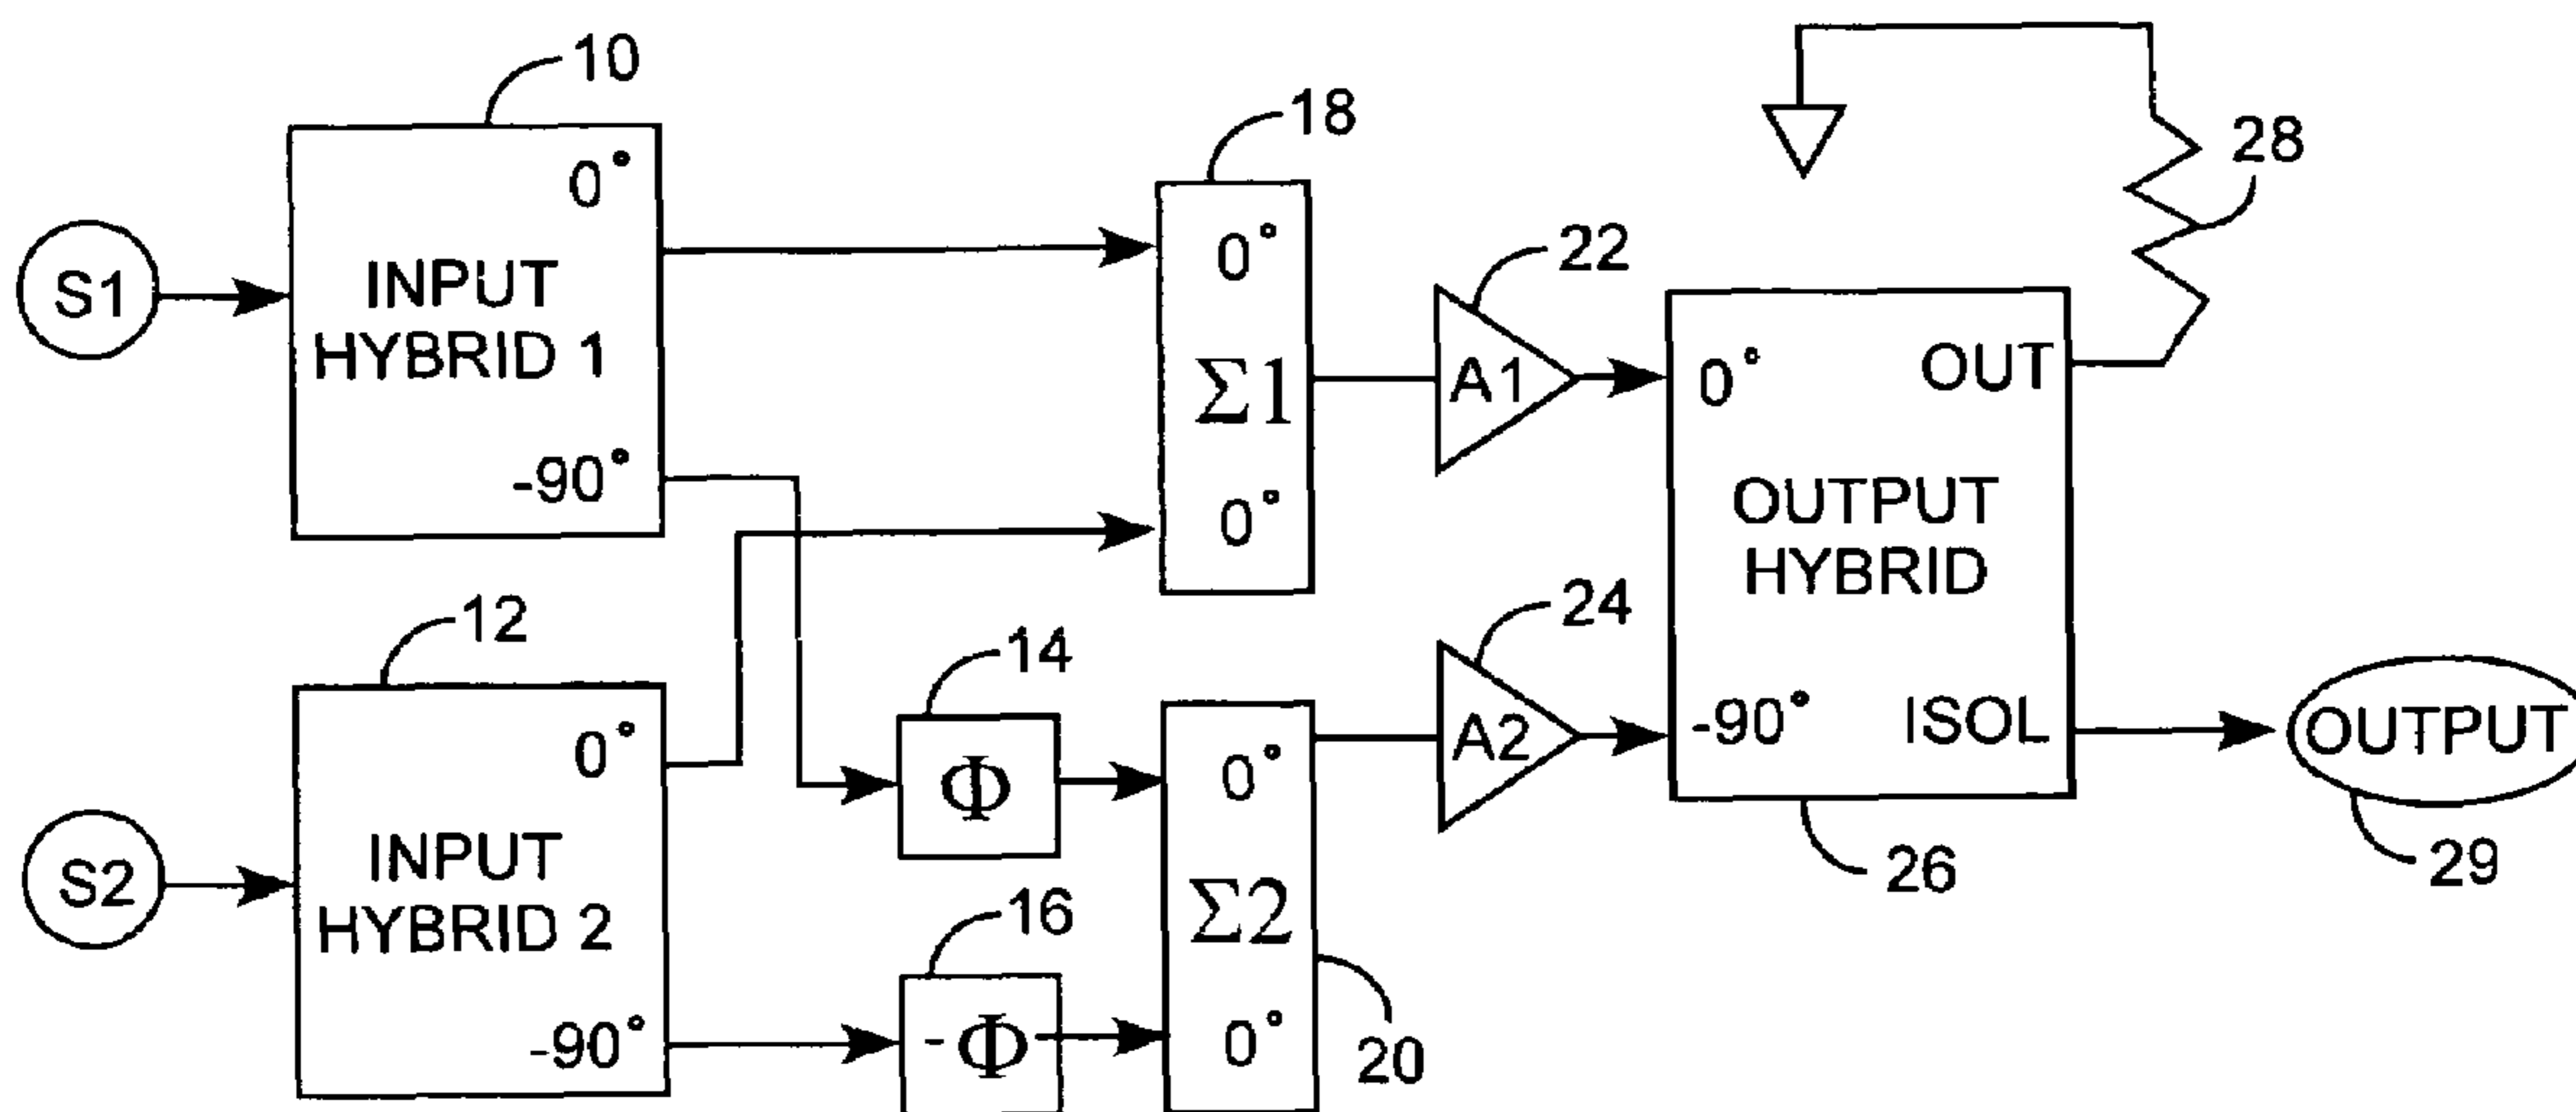 10
S1
INPUT
HYBRID 1
0°
-90°
12
S2
INPUT
HYBRID 2
0°
-90°
14
Φ
16
-Φ
18
0°
Σ1
0°
0°
Σ2
0°
20
22
A1
24
A2
0°
OUT
OUTPUT
HYBRID
-90°
ISOL
26
28
OUTPUT
29